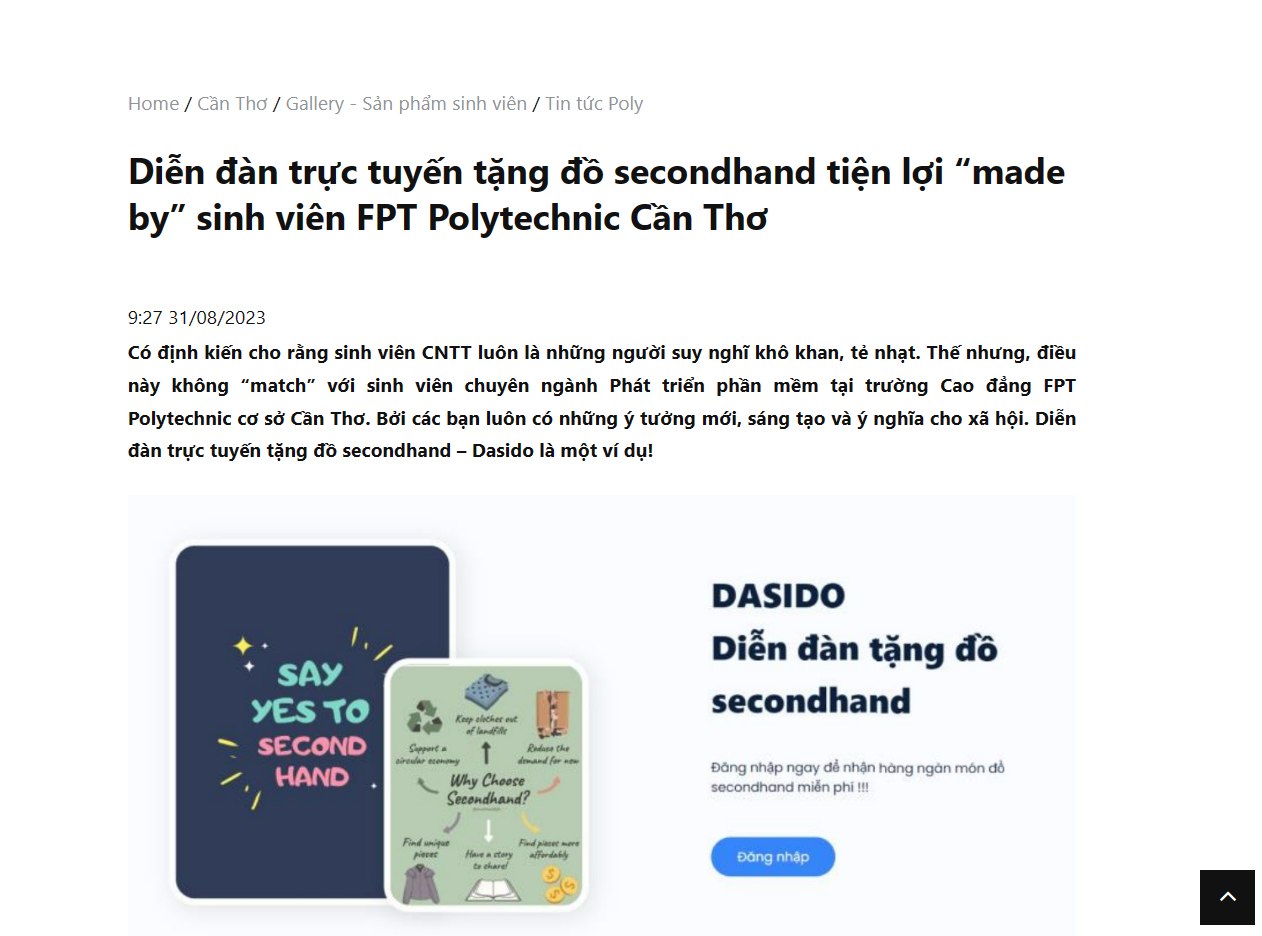 Home / Cần Thơ / Gallery - Sản phẩm sinh viên / Tin tức Poly
Diễn đàn trực tuyến tặng đồ secondhand tiện lợi “made
by” sinh viên FPT Polytechnic Cần Thơ
9:27 31/08/2023
Có định kiến cho rằng sinh viên CNTT luôn là những người suy nghĩ khô khan, tẻ nhạt. Thế nhưng, điều
này không “match” với sinh viên chuyên ngành Phát triển phần mềm tại trường Cao đẳng FPT
Polytechnic cơ sở Cần Thơ. Bởi các bạn luôn có những ý tưởng mới, sáng tạo và ý nghĩa cho xã hội. Diễn
đàn trực tuyến tặng đồ secondhand – Dasido là một ví dụ!
SAY
YES TO
SECOND
HAND
Keep clothes out
of landfills
Support a
circular economy
Reduse the
demand for new
Why Choose
Secondhand?
Find unique
pieces
Have a story
to share!
Find pieces more
affordably
DASIDO
Diễn đàn tặng đồ
secondhand
Đăng nhập ngay để nhận hàng ngàn món đồ
secondhand miễn phí !!!
Đăng nhập